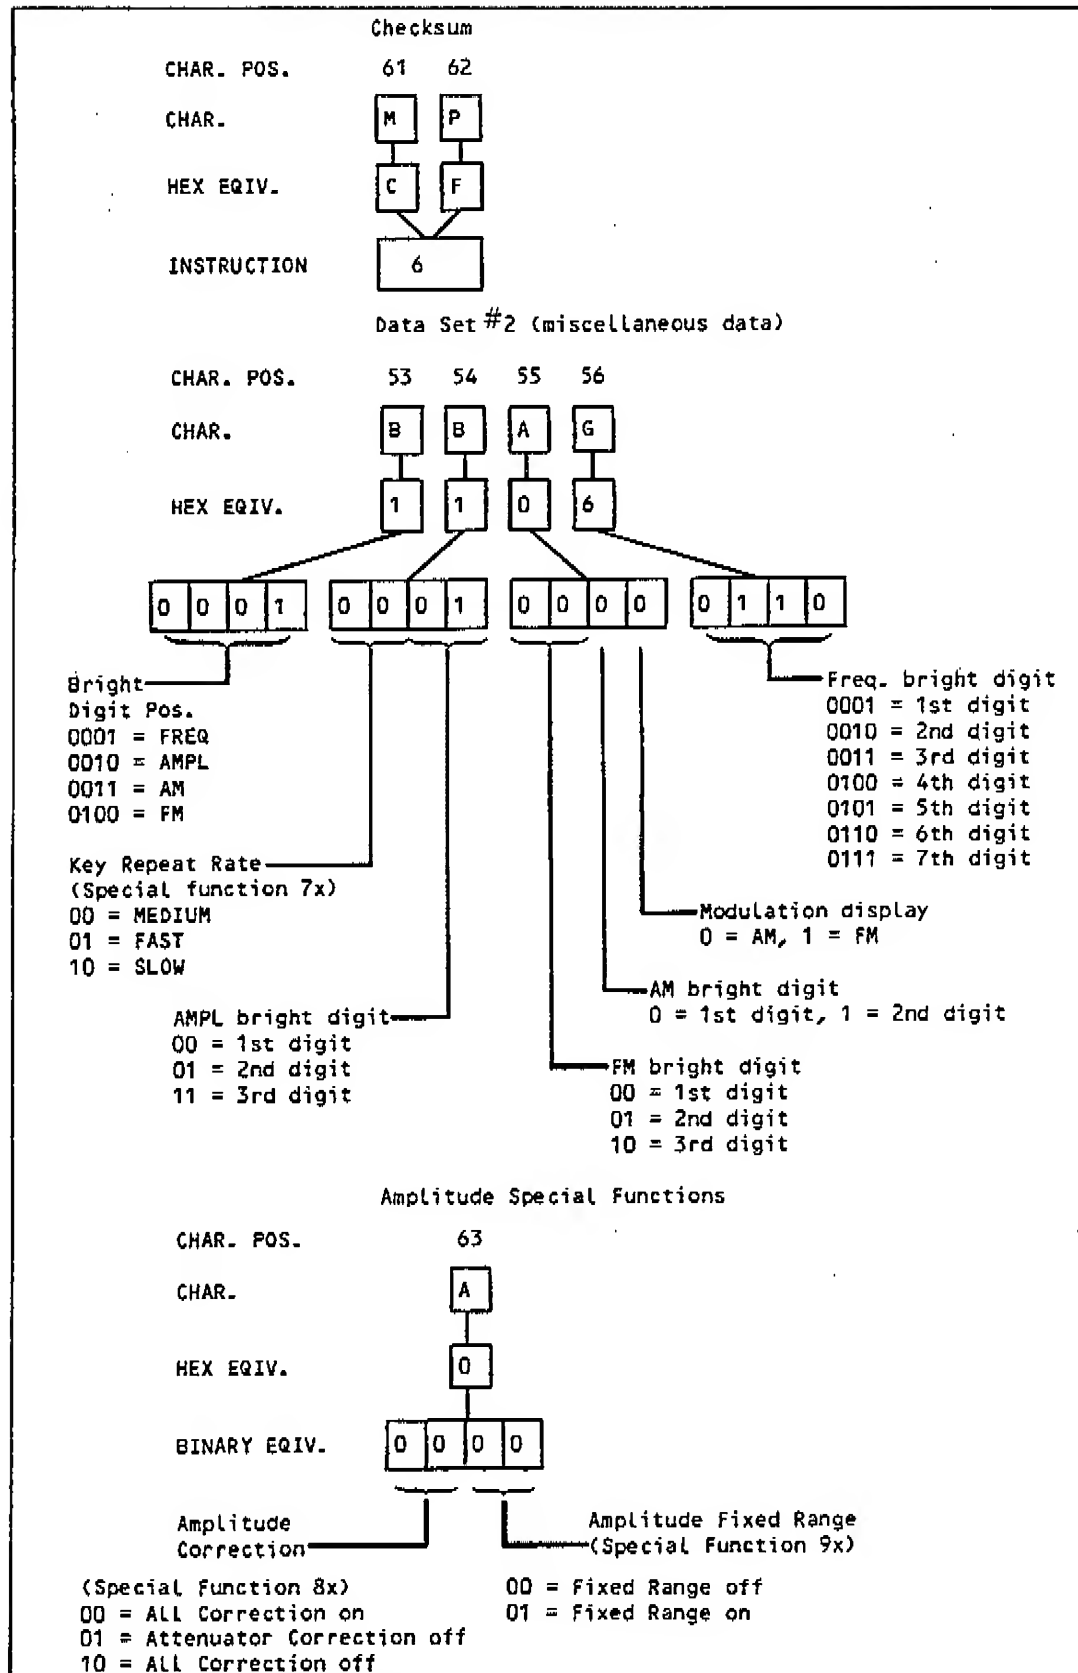 Checksum
CHAR. POS. 61 62
CHAR. M P
HEX EQIV. C F
INSTRUCTION 6
Data Set #2 (miscellaneous data)
CHAR. POS. 53 54 55 56
CHAR. B B A G
HEX EQIV. 1 1 0 6
0 0 0 1 0 0 0 1 0 0 0 0 0 1 1 0
Bright
Digit Pos.
0001 = FREQ
0010 = AMPL
0011 = AM
0100 = FM
Freq. bright digit
0001 = 1st digit
0010 = 2nd digit
0011 = 3rd digit
0100 = 4th digit
0101 = 5th digit
0110 = 6th digit
0111 = 7th digit
Key Repeat Rate
(Special function 7x)
00 = MEDIUM
01 = FAST
10 = SLOW
Modulation display
0 = AM, 1 = FM
AM bright digit
0 = 1st digit, 1 = 2nd digit
AMPL bright digit
00 = 1st digit
01 = 2nd digit
11 = 3rd digit
FM bright digit
00 = 1st digit
01 = 2nd digit
10 = 3rd digit
Amplitude Special Functions
CHAR. POS. 63
CHAR. A
HEX EQIV. 0
BINARY EQIV. 0 0 0 0
Amplitude
Correction
(Special Function 8x)
00 = All Correction on
01 = Attenuator Correction off
10 = All Correction off
Amplitude Fixed Range
(Special Function 9x)
00 = Fixed Range off
01 = Fixed Range on